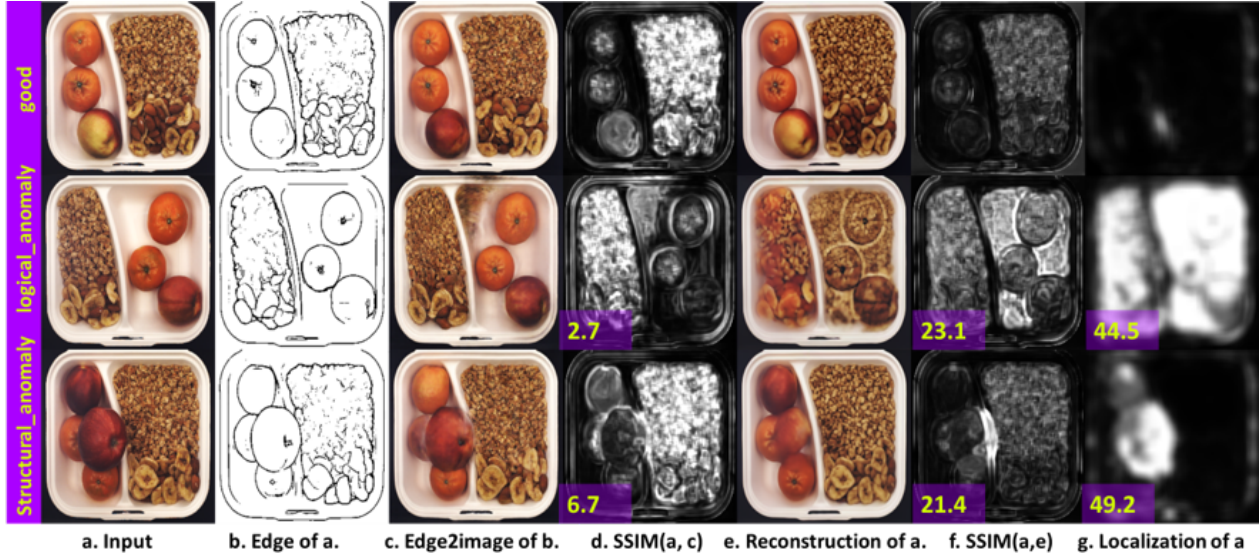 good
logical_anomaly
2.7
23.1
44.5
Structural_anomaly
6.7
21.4
49.2
a. Input
b. Edge of a.
c. Edge2image of b.
d. SSIM(a, c)
e. Reconstruction of a.
f. SSIM(a,e)
g. Localization of a